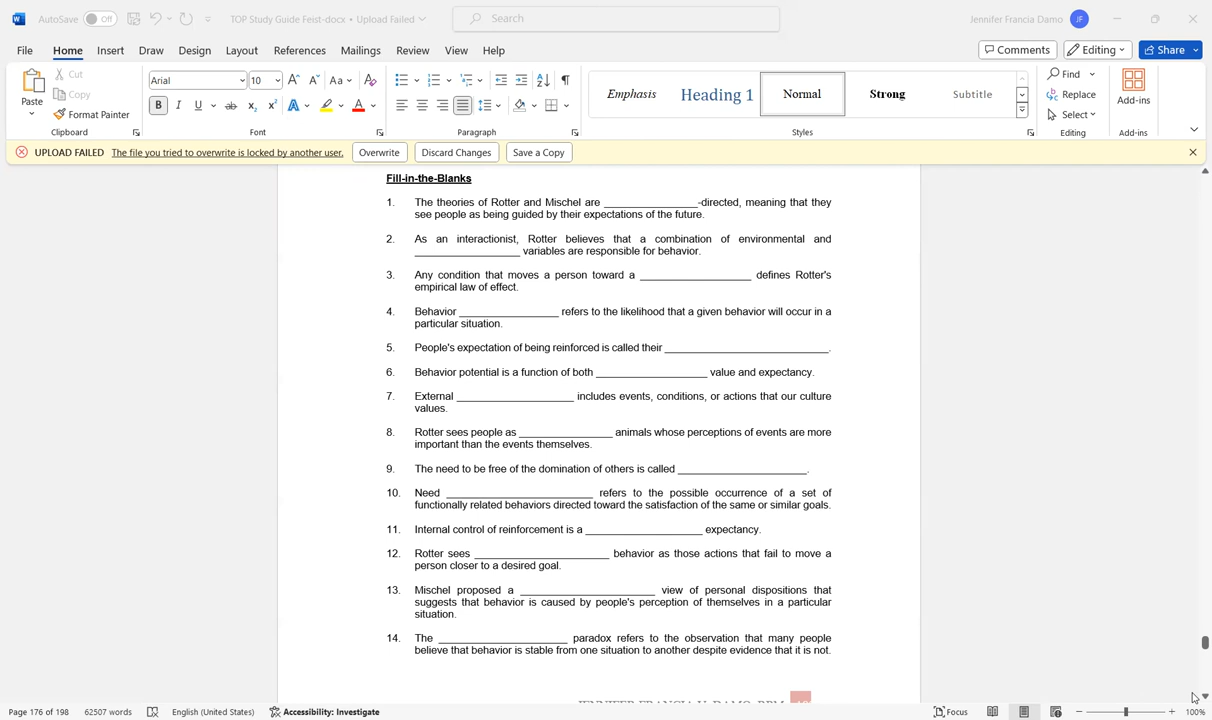 AutoSave Off TOP Study Guide Feist-docx • Upload Failed Search Jennifer Francia Damo JF
File Home Insert Draw Design Layout References Mailings Review View Help Comments Editing Share
Paste Cut Copy Format Painter Arial 10 Aa Emphasis Heading 1 Normal Strong Subtitle Find Replace Select Add-ins
Clipboard Font Paragraph Styles Editing Add-ins
UPLOAD FAILED The file you tried to overwrite is locked by another user. Overwrite Discard Changes Save a Copy
Fill-in-the-Blanks
1. The theories of Rotter and Mischel are ________________-directed, meaning that they
see people as being guided by their expectations of the future.
2. As an interactionist, Rotter believes that a combination of environmental and
__________________ variables are responsible for behavior.
3. Any condition that moves a person toward a ___________________ defines Rotter's
empirical law of effect.
4. Behavior _________________ refers to the likelihood that a given behavior will occur in a
particular situation.
5. People's expectation of being reinforced is called their ____________________________.
6. Behavior potential is a function of both ___________________ value and expectancy.
7. External ____________________ includes events, conditions, or actions that our culture
values.
8. Rotter sees people as ________________ animals whose perceptions of events are more
important than the events themselves.
9. The need to be free of the domination of others is called ______________________.
10. Need _________________________ refers to the possible occurrence of a set of
functionally related behaviors directed toward the satisfaction of the same or similar goals.
11. Internal control of reinforcement is a ____________________ expectancy.
12. Rotter sees _______________________ behavior as those actions that fail to move a
person closer to a desired goal.
13. Mischel proposed a _______________________ view of personal dispositions that
suggests that behavior is caused by people's perception of themselves in a particular
situation.
14. The ______________________ paradox refers to the observation that many people
believe that behavior is stable from one situation to another despite evidence that it is not.
Page 176 of 198 62507 words English (United States) Accessibility: Investigate Focus 100%